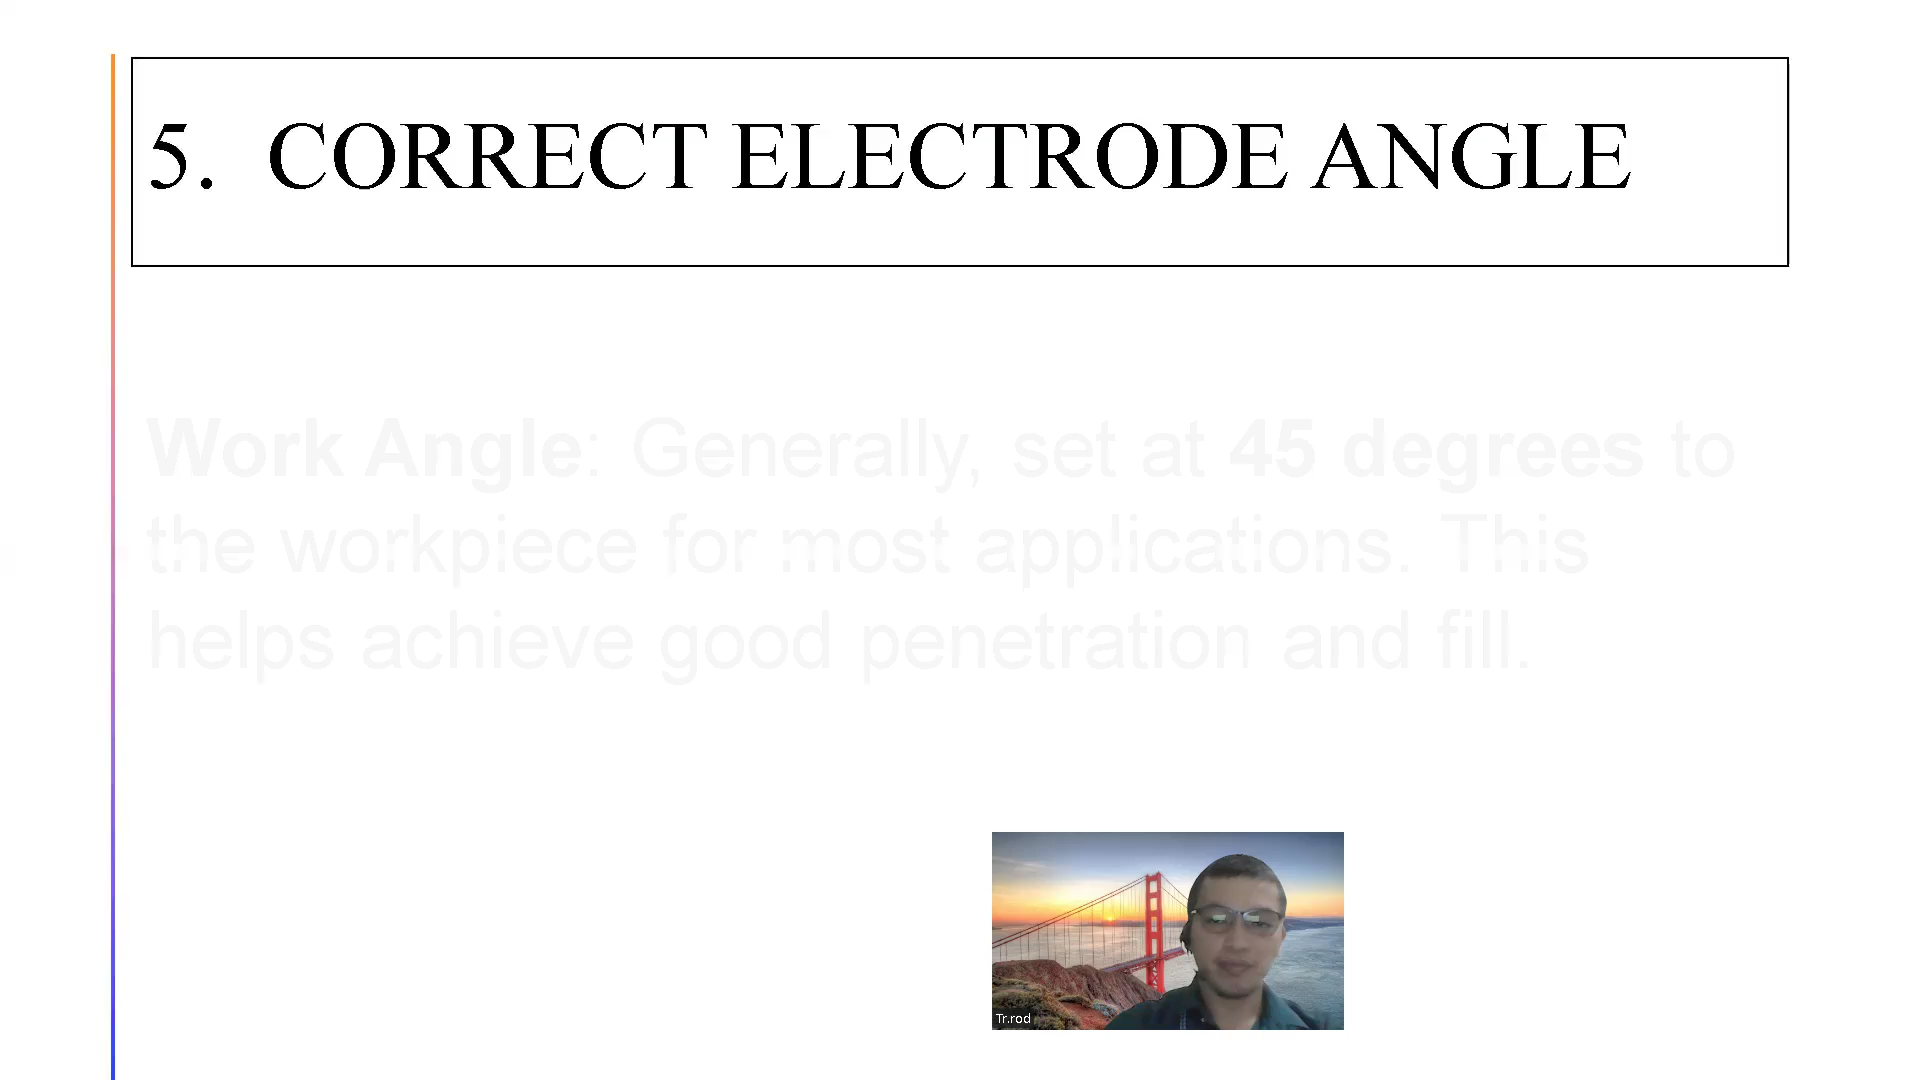 5. CORRECT ELECTRODE ANGLE
Work Angle: Generally, set at 45 degrees to
the workpiece for most applications. This
helps achieve good penetration and fill.
Tr.rod